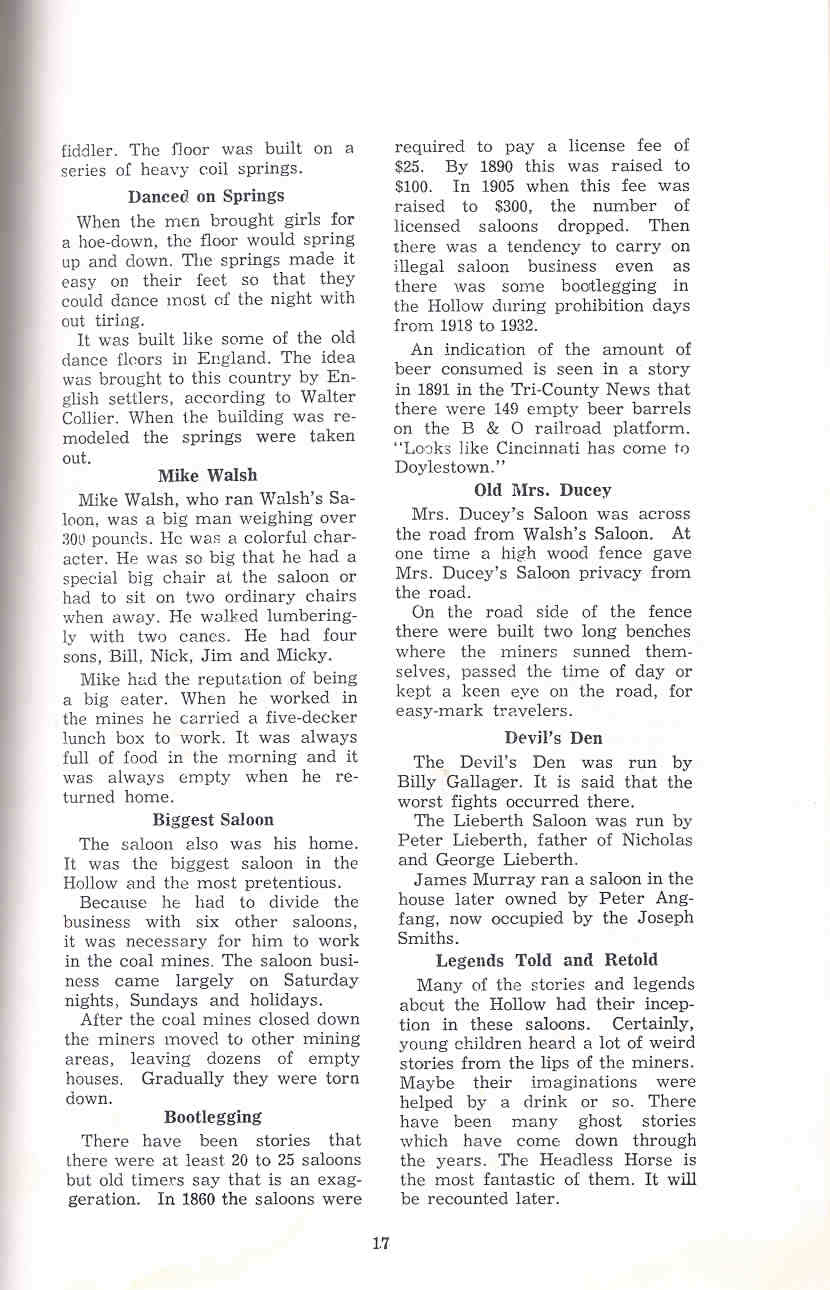 fiddler. The floor was built on a
series of heavy coil springs.
Danced on Springs
When the men brought girls for
a hoe-down, the floor would spring
up and down. The springs made it
easy on their feet so that they
could dance most of the night with
out tiring.
It was built like some of the old
dance floors in England. The idea
was brought to this country by En-
glish settlers, according to Walter
Collier. When the building was re-
modeled the springs were taken
out.
Mike Walsh
Mike Walsh, who ran Walsh's Sa-
loon, was a big man weighing over
300 pounds. He was a colorful char-
acter. He was so big that he had a
special big chair at the saloon or
had to sit on two ordinary chairs
when away. He walked lumbering-
ly with two canes. He had four
sons, Bill, Nick, Jim and Micky.
Mike had the reputation of being
a big eater. When he worked in
the mines he carried a five-decker
lunch box to work. It was always
full of food in the morning and it
was always empty when he re-
turned home.
Biggest Saloon
The saloon also was his home.
It was the biggest saloon in the
Hollow and the most pretentious.
Because he had to divide the
business with six other saloons,
it was necessary for him to work
in the coal mines. The saloon busi-
ness came largely on Saturday
nights, Sundays and holidays.
After the coal mines closed down
the miners moved to other mining
areas, leaving dozens of empty
houses. Gradually they were torn
down.
Bootlegging
There have been stories that
there were at least 20 to 25 saloons
but old timers say that is an exag-
geration. In 1860 the saloons were
required to pay a license fee of
$25. By 1890 this was raised to
$100. In 1905 when this fee was
raised to $300, the number of
licensed saloons dropped. Then
there was a tendency to carry on
illegal saloon business even as
there was some bootlegging in
the Hollow during prohibition days
from 1918 to 1932.
An indication of the amount of
beer consumed is seen in a story
in 1891 in the Tri-County News that
there were 149 empty beer barrels
on the B & O railroad platform.
"Looks like Cincinnati has come to
Doylestown."
Old Mrs. Ducey
Mrs. Ducey's Saloon was across
the road from Walsh's Saloon. At
one time a high wood fence gave
Mrs. Ducey's Saloon privacy from
the road.
On the road side of the fence
there were built two long benches
where the miners sunned them-
selves, passed the time of day or
kept a keen eye on the road, for
easy-mark travelers.
Devil's Den
The Devil's Den was run by
Billy Gallager. It is said that the
worst fights occurred there.
The Lieberth Saloon was run by
Peter Lieberth, father of Nicholas
and George Lieberth.
James Murray ran a saloon in the
house later owned by Peter Ang-
fang, now occupied by the Joseph
Smiths.
Legends Told and Retold
Many of the stories and legends
about the Hollow had their incep-
tion in these saloons. Certainly,
young children heard a lot of weird
stories from the lips of the miners.
Maybe their imaginations were
helped by a drink or so. There
have been many ghost stories
which have come down through
the years. The Headless Horse is
the most fantastic of them. It will
be recounted later.
17